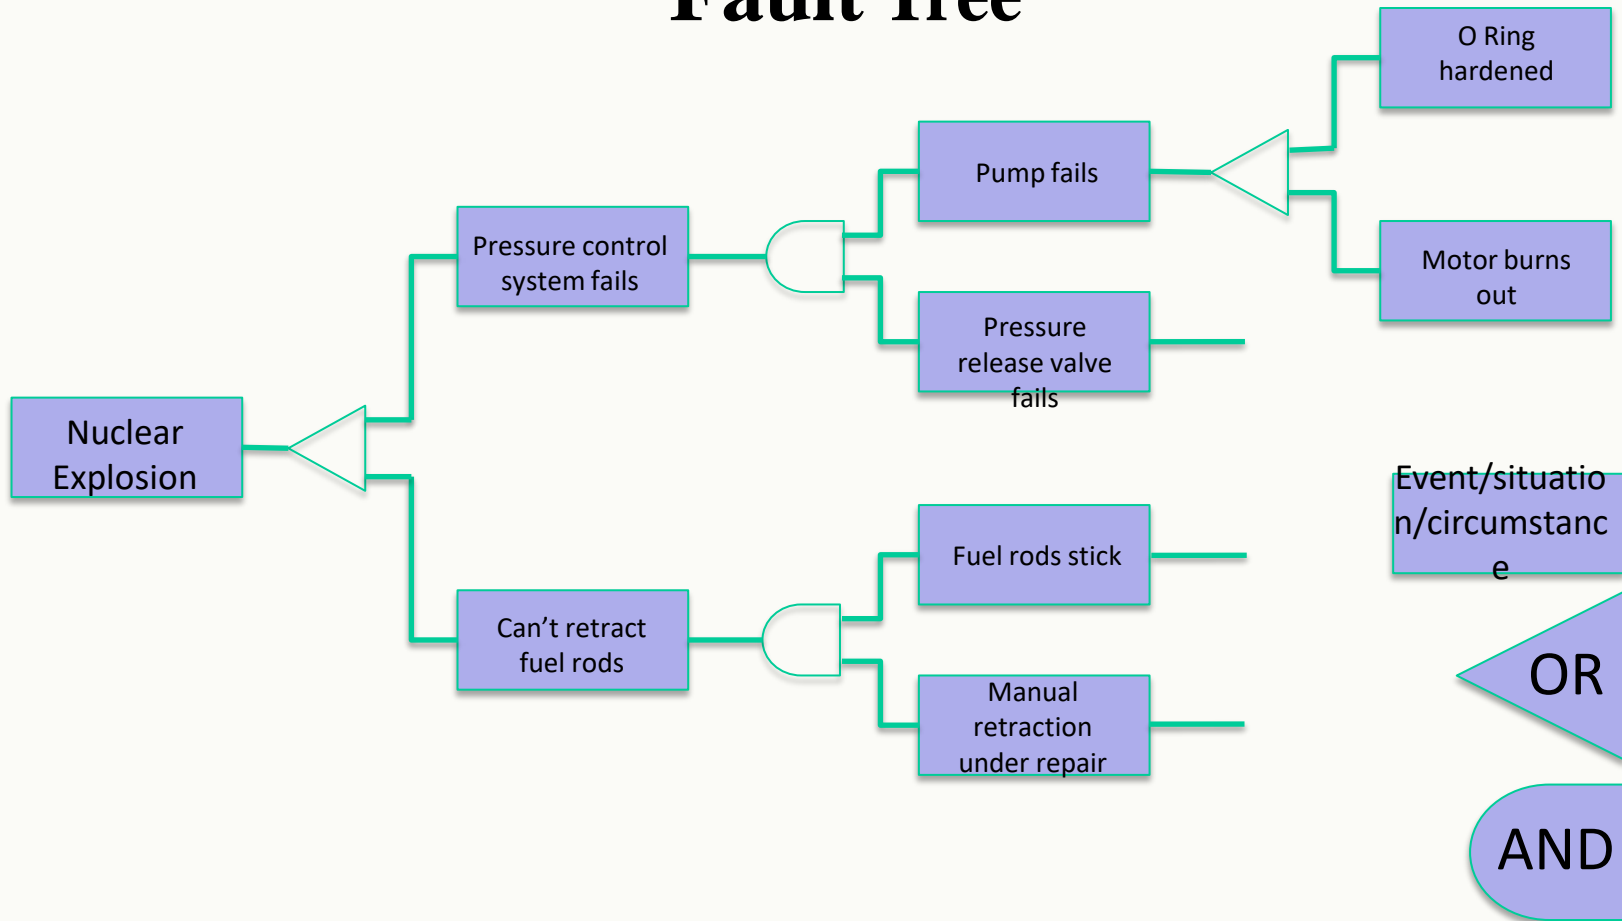 Fault Tree
O Ring
hardened
Pump fails
Pressure control
system fails
Motor burns
out
Pressure
release valve
fails
Nuclear
Explosion
Event/situatio
n/circumstanc
e
Fuel rods stick
Can’t retract
fuel rods
OR
Manual
retraction
under repair
AND